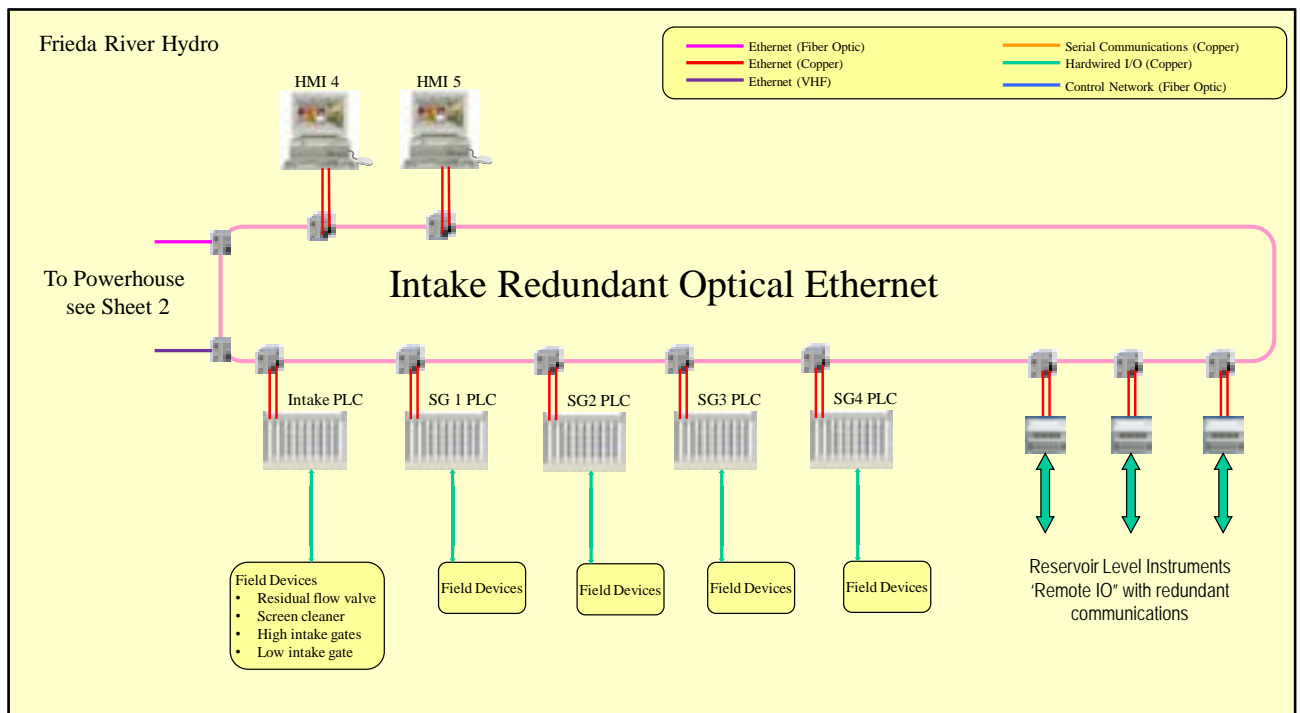 Frieda River Hydro
Ethernet (Fiber Optic)
Ethernet (Copper)
Ethernet (VHF)
Serial Communications (Copper)
Hardwired I/O (Copper)
Control Network (Fiber Optic)
HMI 4
HMI 5
To Powerhouse
see Sheet 2
Intake Redundant Optical Ethernet
Intake PLC
SG 1 PLC
SG2 PLC
SG3 PLC
SG4 PLC
Field Devices
• Residual flow valve
• Screen cleaner
• High intake gates
• Low intake gate
Field Devices
Field Devices
Field Devices
Field Devices
Reservoir Level Instruments
‘Remote IO” with redundant
communications